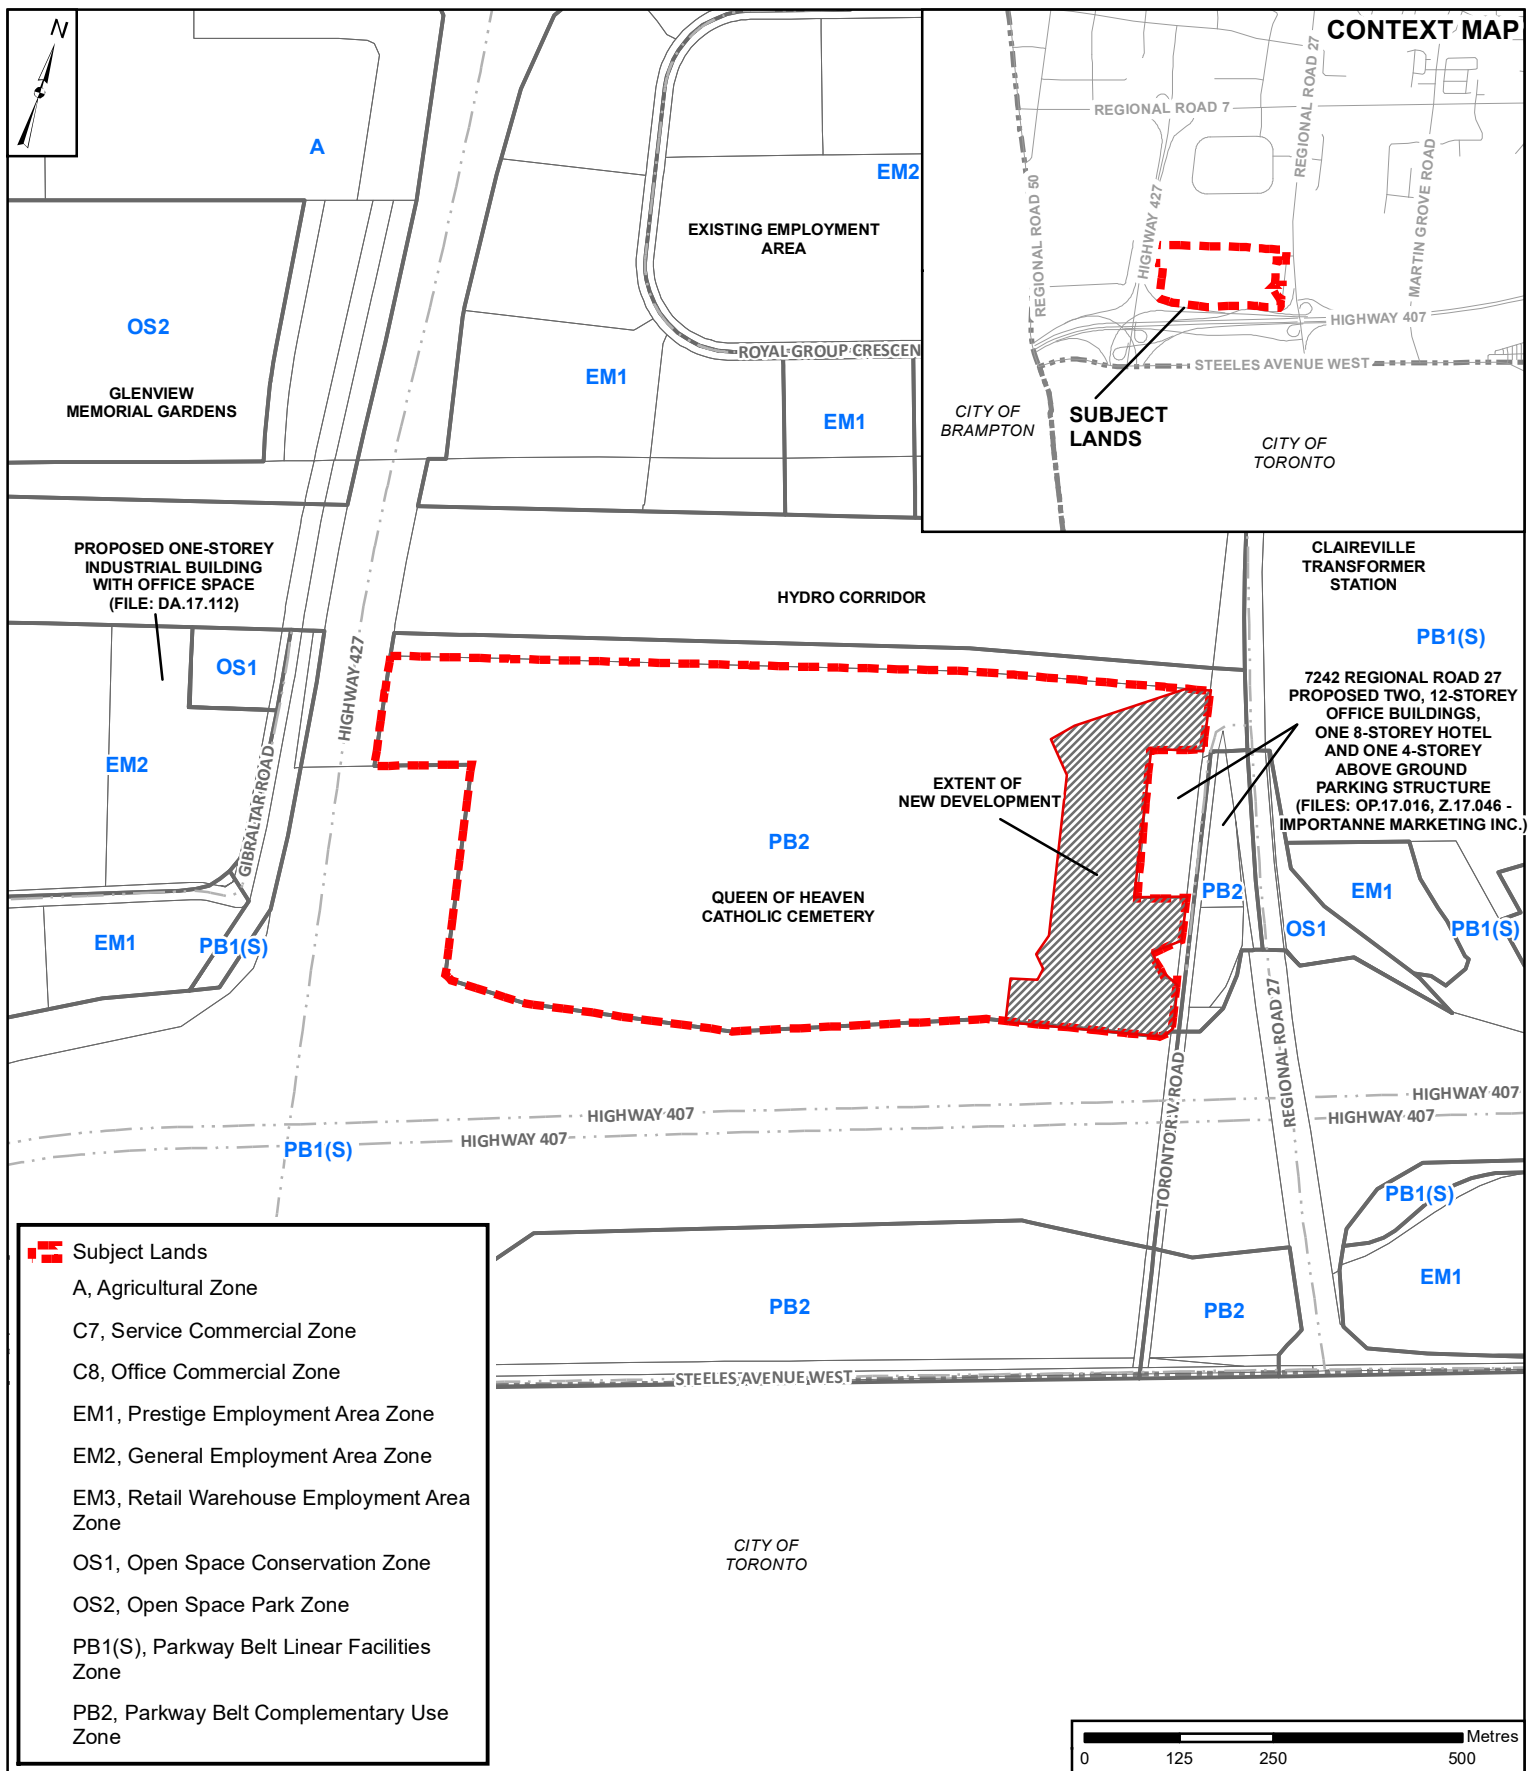 N
CONTEXT MAP
REGIONAL ROAD 7
REGIONAL ROAD 27
REGIONAL ROAD 50
HIGHWAY 427
MARTIN GROVE ROAD
HIGHWAY 407
STEELES AVENUE WEST
CITY OF
BRAMPTON
SUBJECT
LANDS
CITY OF
TORONTO
A
EM2
EXISTING EMPLOYMENT
AREA
OS2
GLENVIEW
MEMORIAL GARDENS
ROYAL GROUP CRESCEN
EM1
EM1
PROPOSED ONE-STOREY
INDUSTRIAL BUILDING
WITH OFFICE SPACE
(FILE: DA.17.112)
HYDRO CORRIDOR
CLAIREVILLE
TRANSFORMER
STATION
PB1(S)
OS1
HIGHWAY 427
7242 REGIONAL ROAD 27
PROPOSED TWO, 12-STOREY
OFFICE BUILDINGS,
ONE 8-STOREY HOTEL
AND ONE 4-STOREY
ABOVE GROUND
PARKING STRUCTURE
(FILES: OP.17.016, Z.17.046 -
IMPORTANNE MARKETING INC.)
EM2
GIBRALTAR ROAD
EXTENT OF
NEW DEVELOPMENT
PB2
QUEEN OF HEAVEN
CATHOLIC CEMETERY
PB2
EM1
OS1
PB1(S)
EM1
PB1(S)
REGIONAL ROAD 27
TORONTO R.V. ROAD
HIGHWAY 407
HIGHWAY 407
HIGHWAY 407
HIGHWAY 407
PB1(S)
PB1(S)
EM1
PB2
PB2
STEELES AVENUE WEST
CITY OF
TORONTO
Subject Lands
A, Agricultural Zone
C7, Service Commercial Zone
C8, Office Commercial Zone
EM1, Prestige Employment Area Zone
EM2, General Employment Area Zone
EM3, Retail Warehouse Employment Area
Zone
OS1, Open Space Conservation Zone
OS2, Open Space Park Zone
PB1(S), Parkway Belt Linear Facilities
Zone
PB2, Parkway Belt Complementary Use
Zone
Metres
0 125 250 500